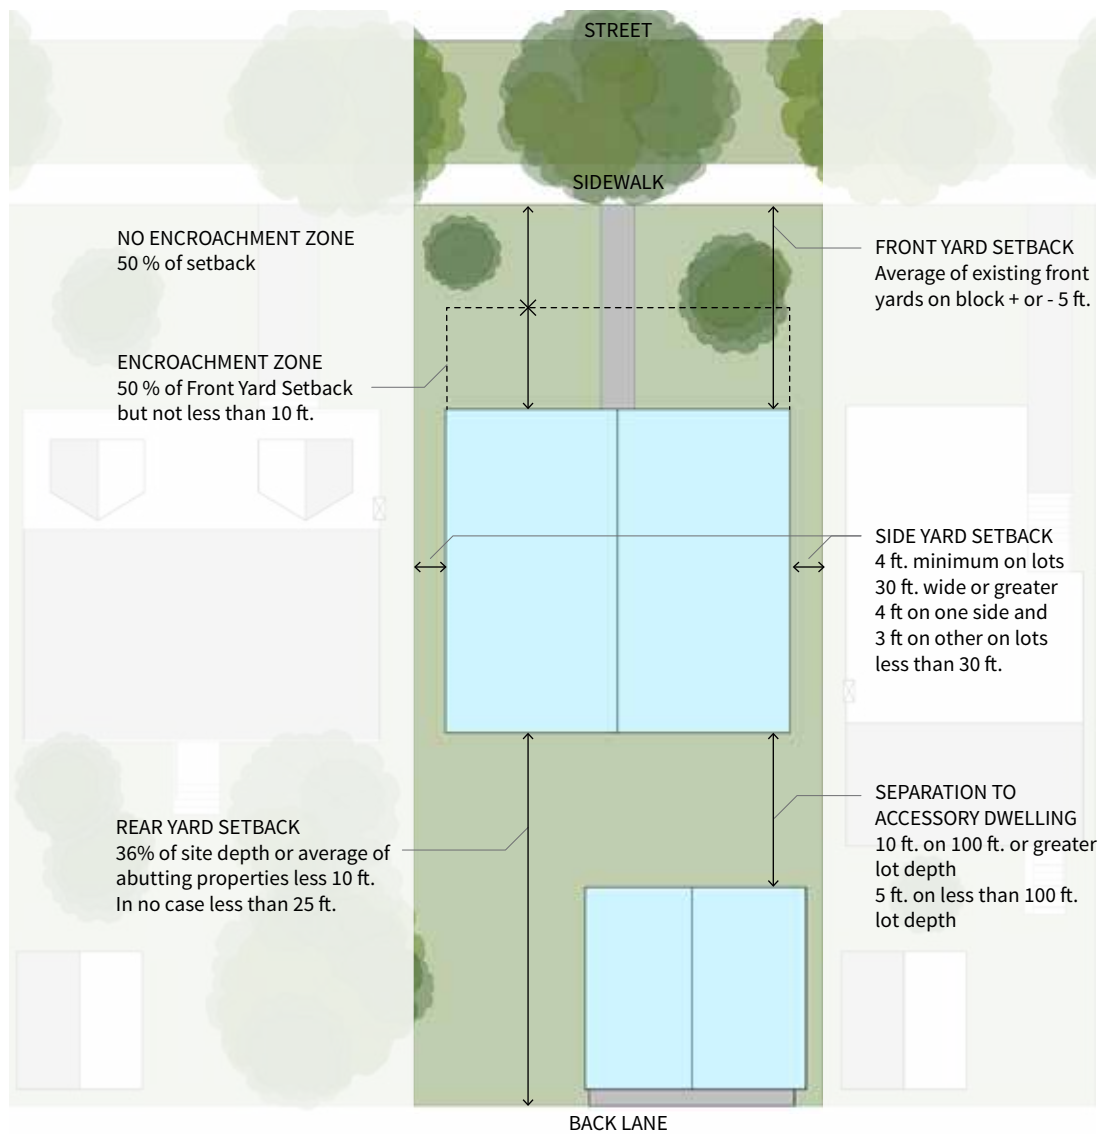 STREET
SIDEWALK
NO ENCROACHMENT ZONE
50 % of setback
FRONT YARD SETBACK
Average of existing front
yards on block + or - 5 ft.
ENCROACHMENT ZONE
50 % of Front Yard Setback
but not less than 10 ft.
SIDE YARD SETBACK
4 ft. minimum on lots
30 ft. wide or greater
4 ft on one side and
3 ft on other on lots
less than 30 ft.
SEPARATION TO
ACCESSORY DWELLING
10 ft. on 100 ft. or greater
lot depth
5 ft. on less than 100 ft.
lot depth
REAR YARD SETBACK
36% of site depth or average of
abutting properties less 10 ft.
In no case less than 25 ft.
BACK LANE